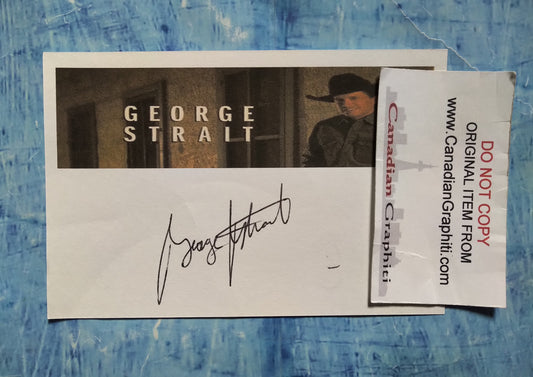 GEORGE
STRAIT
George Strait
Canadian Graphiti
DO NOT COPY
ORIGINAL ITEM FROM
www.CanadianGraphiti.com